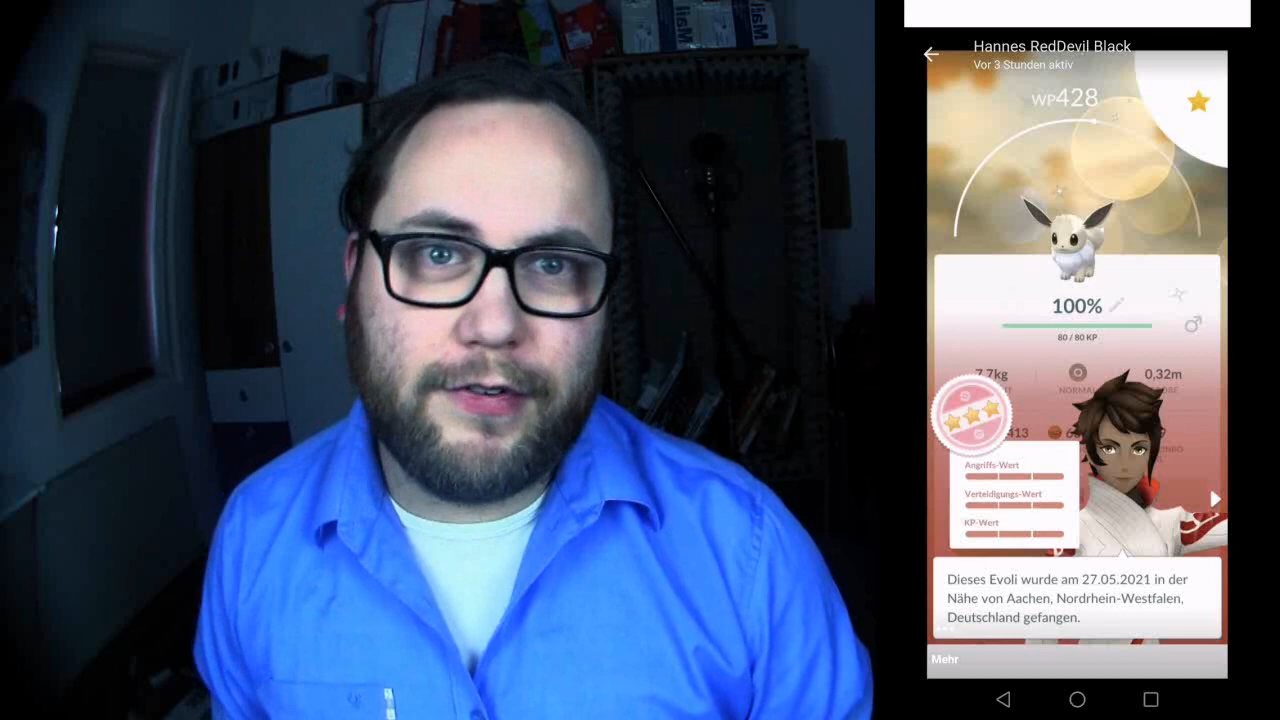 Hannes RedDevil Black
Vor 3 Stunden aktiv
WP428
100%
80 / 80 KP
7,7kg
0,32m
NORMAL
413
Angriffs-Wert
Verteidigungs-Wert
KP-Wert
Dieses Evoli wurde am 27.05.2021 in der
Nähe von Aachen, Nordrhein-Westfalen,
Deutschland gefangen.
Mehr